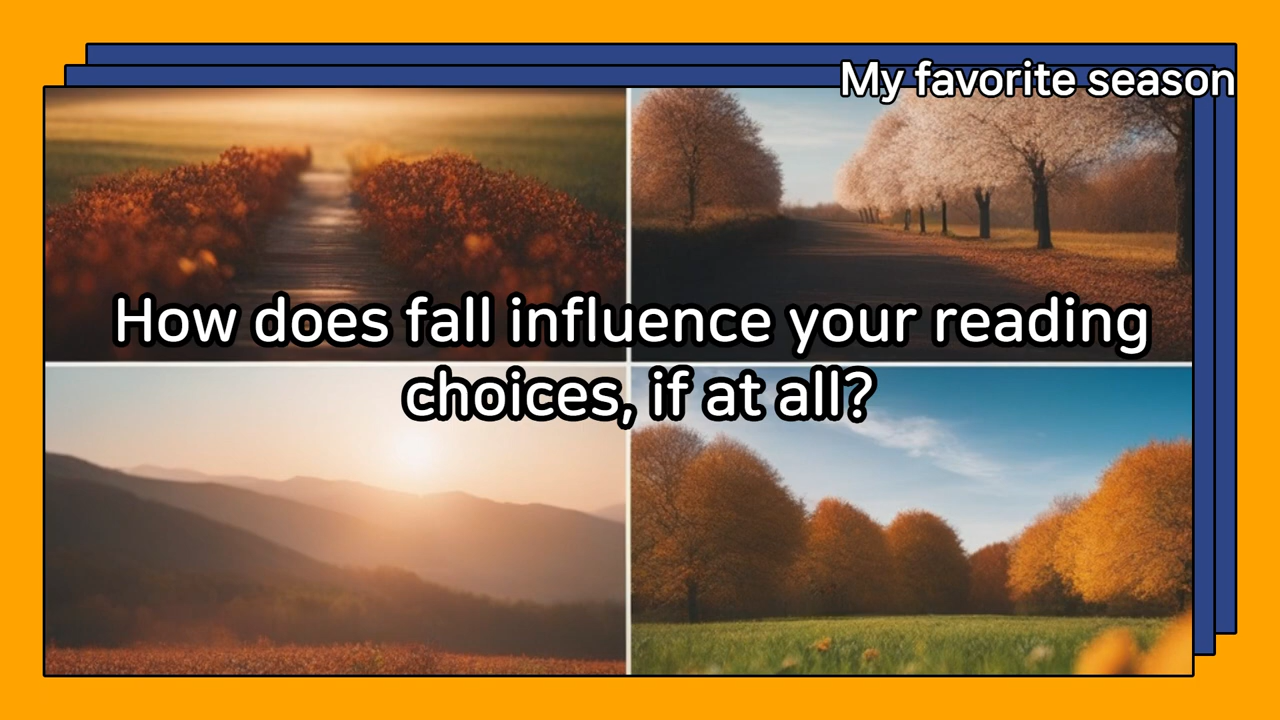 My favorite season
How does fall influence your reading
choices, if at all?